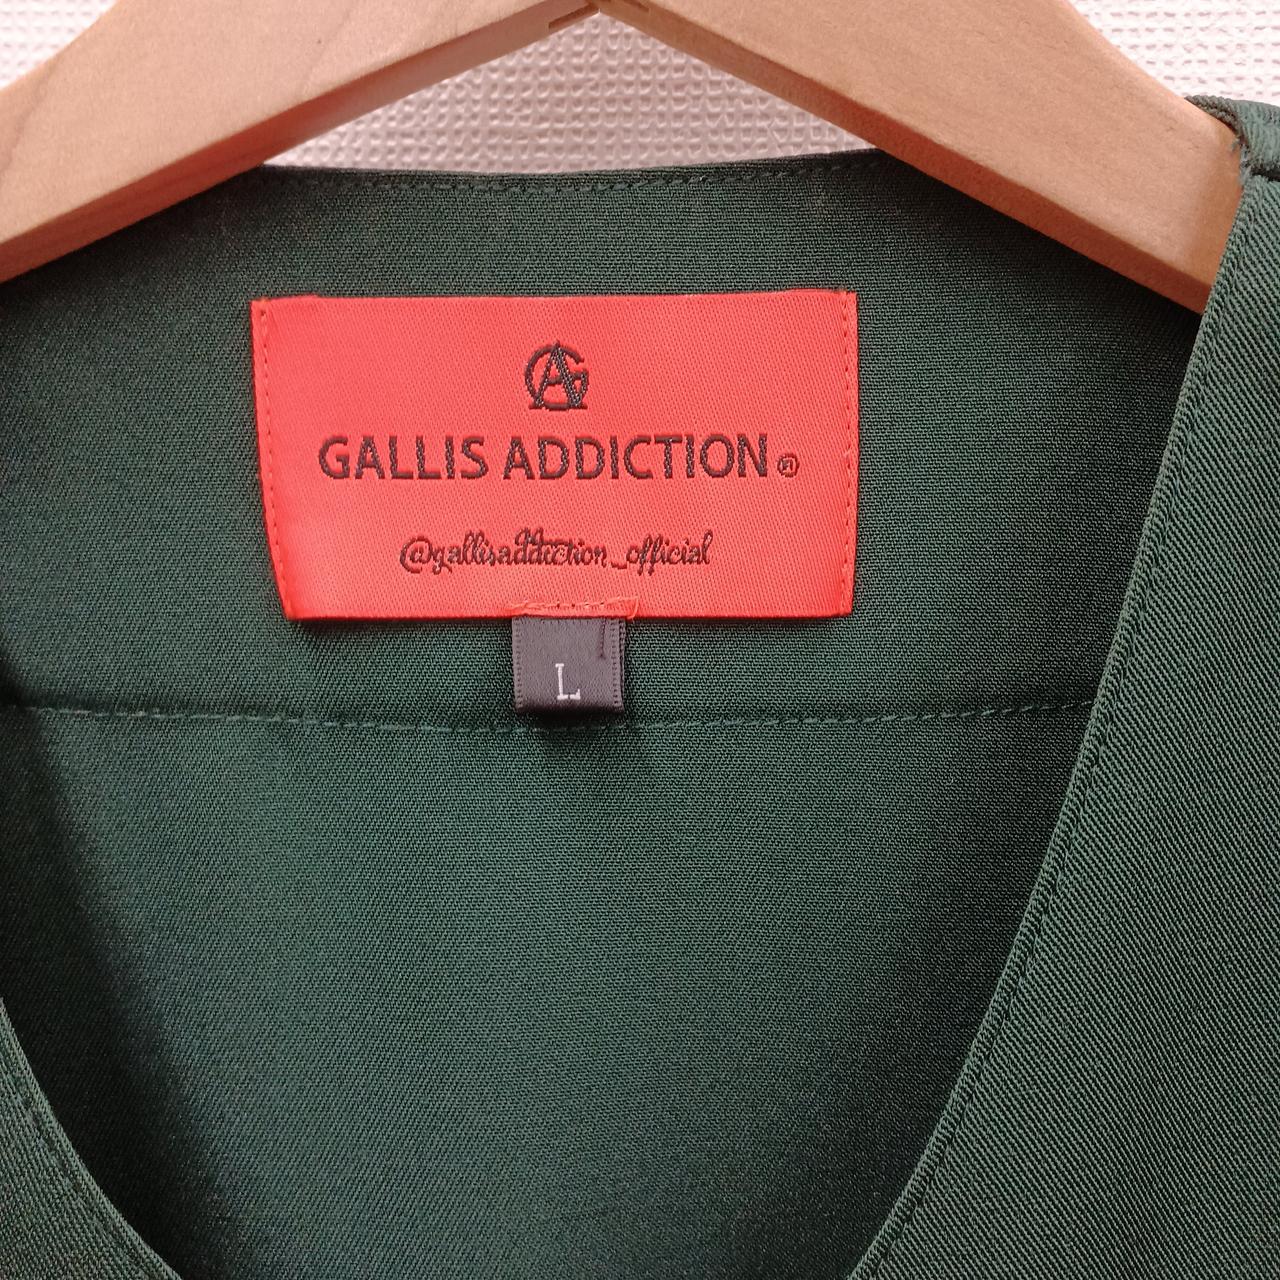 GALLIS ADDICTION®
@gallisaddiction_official
L